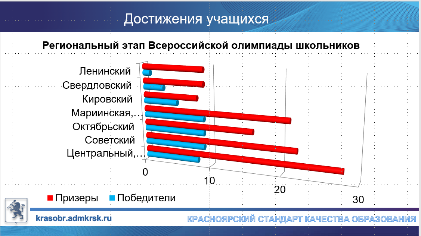 Достижения учащихся
Региональный этап Всероссийской олимпиады школьников
Ленинский
Свердловский
Кировский
Мариинская,…
Октябрьский
Советский
Центральный,…
0
10
20
30
Призеры
Победители
krasobr.admkrsk.ru
КРАСНОЯРСКИЙ СТАНДАРТ КАЧЕСТВА ОБРАЗОВАНИЯ